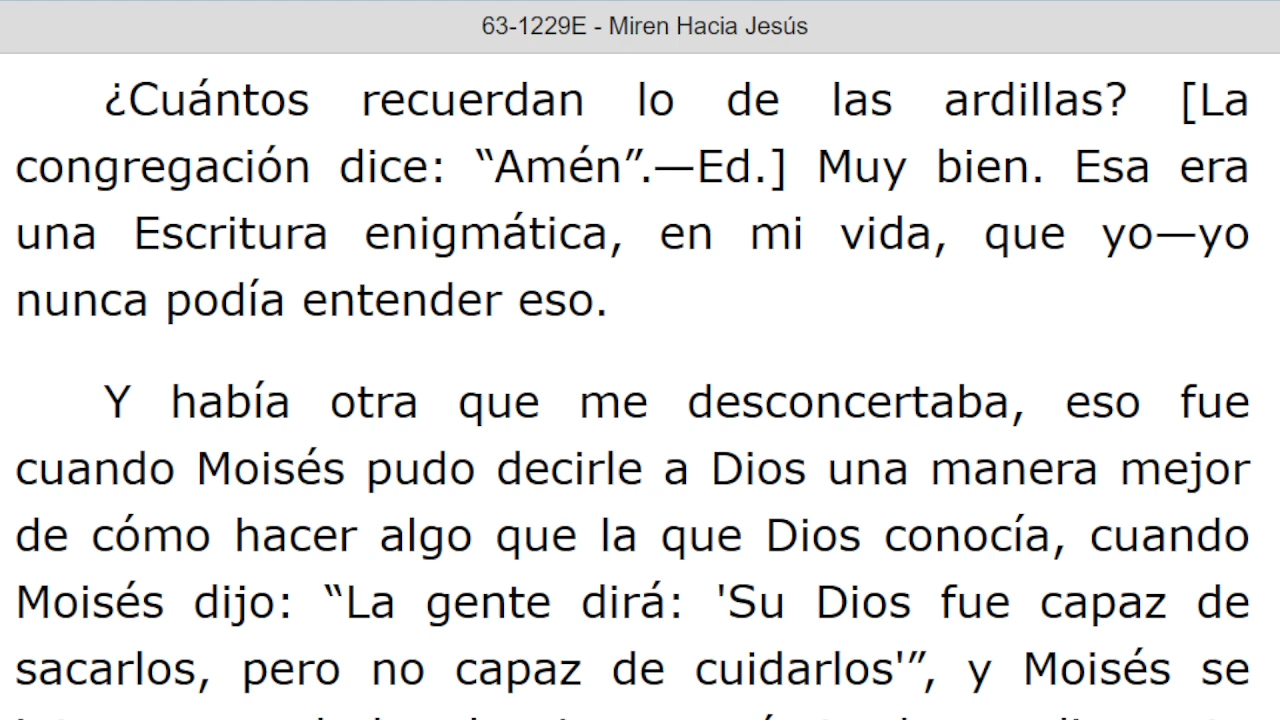 63-1229E - Miren Hacia Jesús
¿Cuántos recuerdan lo de las ardillas? [La
congregación dice: “Amén”.—Ed.] Muy bien. Esa era
una Escritura enigmática, en mi vida, que yo—yo
nunca podía entender eso.
Y había otra que me desconcertaba, eso fue
cuando Moisés pudo decirle a Dios una manera mejor
de cómo hacer algo que la que Dios conocía, cuando
Moisés dijo: “La gente dirá: 'Su Dios fue capaz de
sacarlos, pero no capaz de cuidarlos'”, y Moisés se